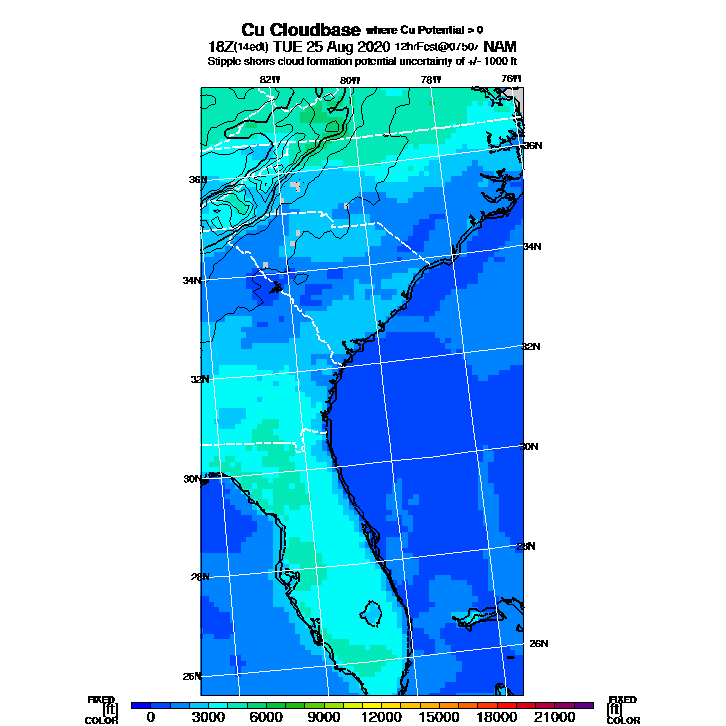 Cu Cloudbase where Cu Potential > 0
18Z(14edt) TUE 25 Aug 2020 12hrFcst@0750z NAM
Stipple shows cloud formation potential uncertainty of +/- 1000 ft
82W 80W 78W 76W
36N
36N
34N
34N
32N
32N
30N
30N
28N
28N
26N
26N
FIXED FIXED
[ft] [ft]
COLOR COLOR
0 3000 6000 9000 12000 15000 18000 21000